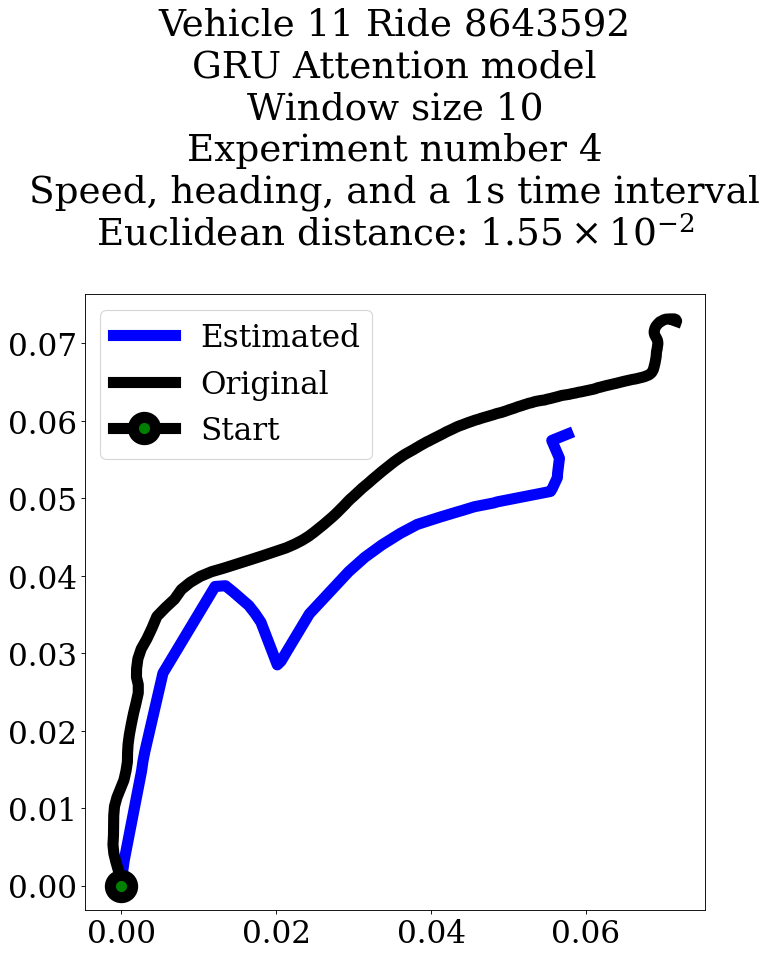 Vehicle 11 Ride 8643592
GRU Attention model
Window size 10
Experiment number 4
Speed, heading, and a 1s time interval
Euclidean distance: 1.55 × 10⁻²
Estimated
Original
Start
0.07
0.06
0.05
0.04
0.03
0.02
0.01
0.00
0.00 0.02 0.04 0.06